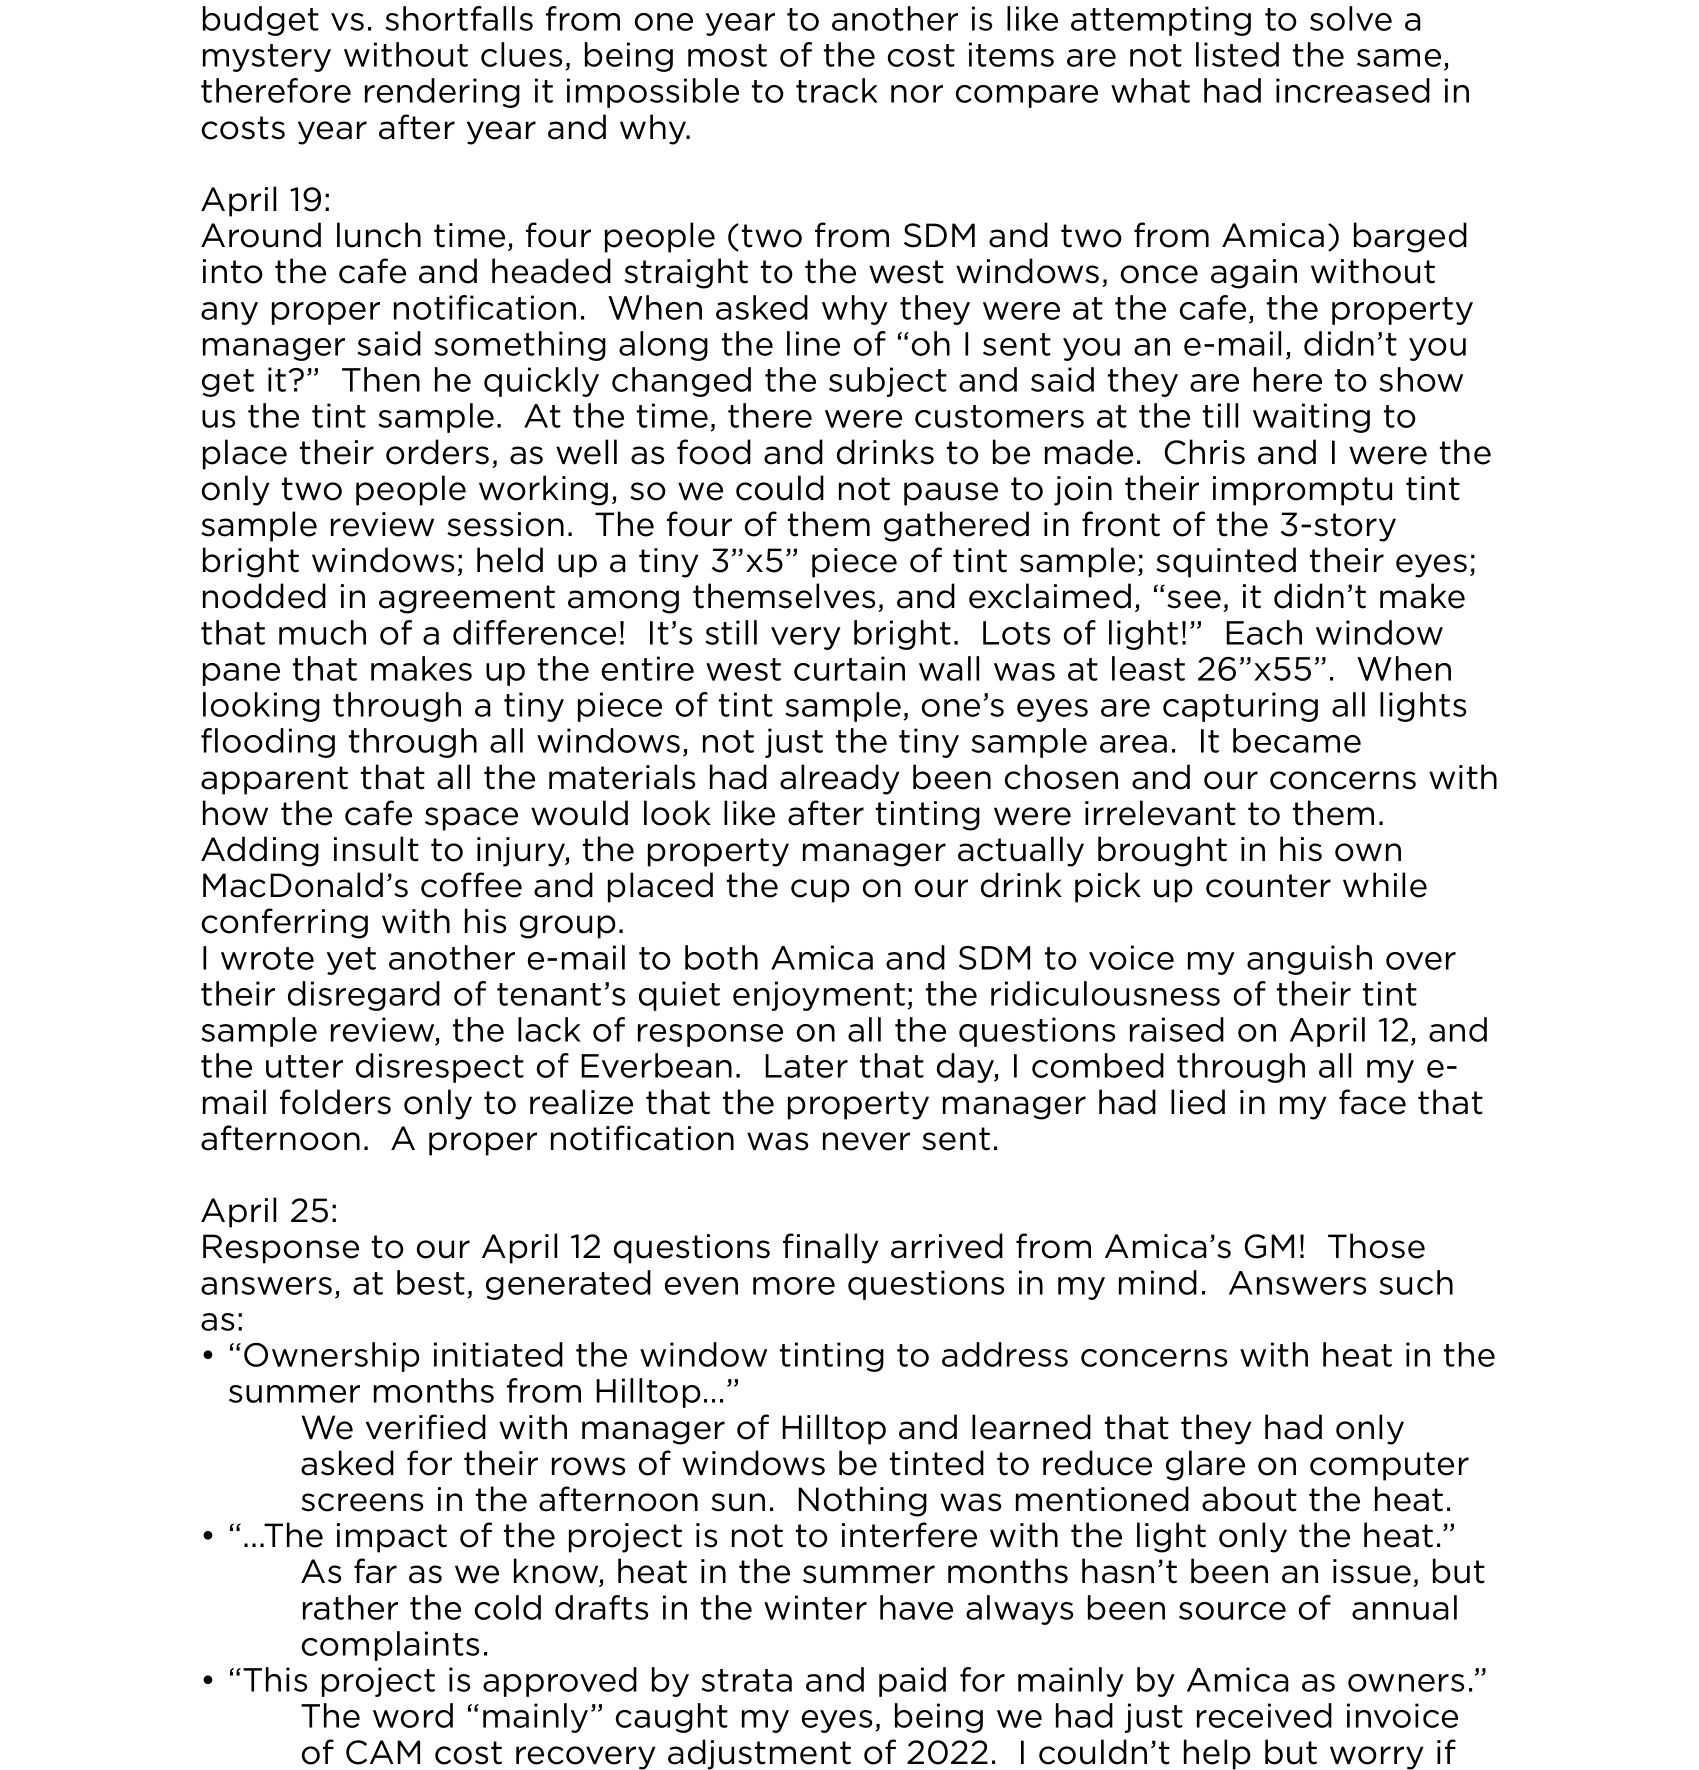 budget vs. shortfalls from one year to another is like attempting to solve a
mystery without clues, being most of the cost items are not listed the same,
therefore rendering it impossible to track nor compare what had increased in
costs year after year and why.
April 19:
Around lunch time, four people (two from SDM and two from Amica) barged
into the cafe and headed straight to the west windows, once again without
any proper notification.  When asked why they were at the cafe, the property
manager said something along the line of “oh I sent you an e-mail, didn’t you
get it?”  Then he quickly changed the subject and said they are here to show
us the tint sample.  At the time, there were customers at the till waiting to
place their orders, as well as food and drinks to be made.  Chris and I were the
only two people working, so we could not pause to join their impromptu tint
sample review session.  The four of them gathered in front of the 3-story
bright windows; held up a tiny 3”x5” piece of tint sample; squinted their eyes;
nodded in agreement among themselves, and exclaimed, “see, it didn’t make
that much of a difference!  It’s still very bright.  Lots of light!”  Each window
pane that makes up the entire west curtain wall was at least 26”x55”.  When
looking through a tiny piece of tint sample, one’s eyes are capturing all lights
flooding through all windows, not just the tiny sample area.  It became
apparent that all the materials had already been chosen and our concerns with
how the cafe space would look like after tinting were irrelevant to them.
Adding insult to injury, the property manager actually brought in his own
MacDonald’s coffee and placed the cup on our drink pick up counter while
conferring with his group.
I wrote yet another e-mail to both Amica and SDM to voice my anguish over
their disregard of tenant’s quiet enjoyment; the ridiculousness of their tint
sample review, the lack of response on all the questions raised on April 12, and
the utter disrespect of Everbean.  Later that day, I combed through all my e-
mail folders only to realize that the property manager had lied in my face that
afternoon.  A proper notification was never sent.
April 25:
Response to our April 12 questions finally arrived from Amica’s GM!  Those
answers, at best, generated even more questions in my mind.  Answers such
as:
• “Ownership initiated the window tinting to address concerns with heat in the
summer months from Hilltop…”
We verified with manager of Hilltop and learned that they had only
asked for their rows of windows be tinted to reduce glare on computer
screens in the afternoon sun.  Nothing was mentioned about the heat.
• “…The impact of the project is not to interfere with the light only the heat.”
As far as we know, heat in the summer months hasn’t been an issue, but
rather the cold drafts in the winter have always been source of  annual
complaints.
• “This project is approved by strata and paid for mainly by Amica as owners.”
The word “mainly” caught my eyes, being we had just received invoice
of CAM cost recovery adjustment of 2022.  I couldn’t help but worry if